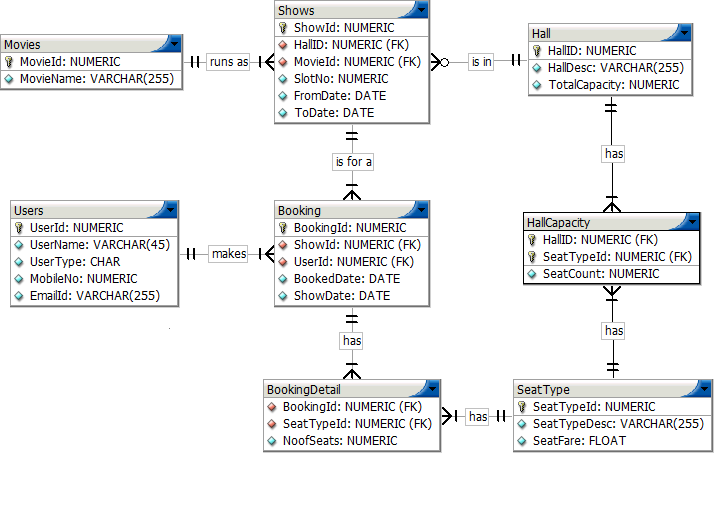 Movies
MovieId: NUMERIC
MovieName: VARCHAR(255)
runs as
Shows
ShowId: NUMERIC
HallID: NUMERIC (FK)
MovieId: NUMERIC (FK)
SlotNo: NUMERIC
FromDate: DATE
ToDate: DATE
is in
Hall
HallID: NUMERIC
HallDesc: VARCHAR(255)
TotalCapacity: NUMERIC
is for a
has
Users
UserId: NUMERIC
UserName: VARCHAR(45)
UserType: CHAR
MobileNo: NUMERIC
EmailId: VARCHAR(255)
makes
Booking
BookingId: NUMERIC
ShowId: NUMERIC (FK)
UserId: NUMERIC (FK)
BookedDate: DATE
ShowDate: DATE
HallCapacity
HallID: NUMERIC (FK)
SeatTypeId: NUMERIC (FK)
SeatCount: NUMERIC
has
has
BookingDetail
BookingId: NUMERIC (FK)
SeatTypeId: NUMERIC (FK)
NoofSeats: NUMERIC
has
SeatType
SeatTypeId: NUMERIC
SeatTypeDesc: VARCHAR(255)
SeatFare: FLOAT